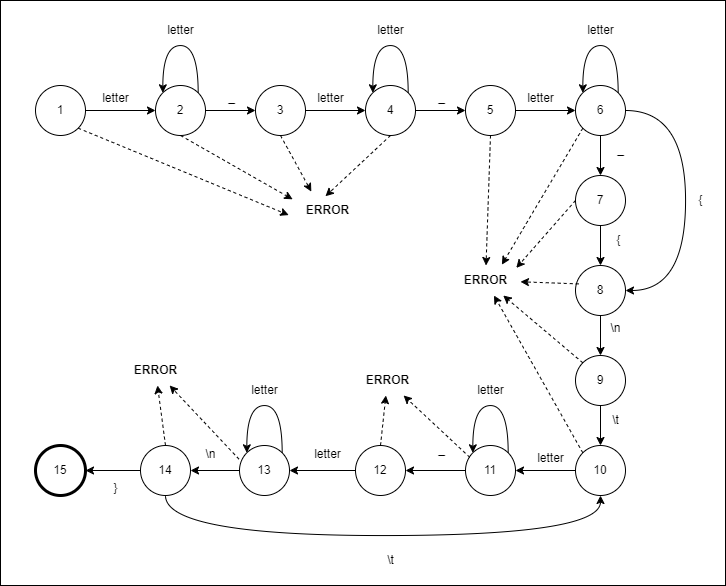 letter letter letter
1 letter 2 _ 3 letter 4 _ 5 letter 6
_
{
ERROR 7
{
ERROR 8
\n
ERROR ERROR 9
letter letter \t
15 14 \n 13 letter 12 _ 11 letter 10
}
\t